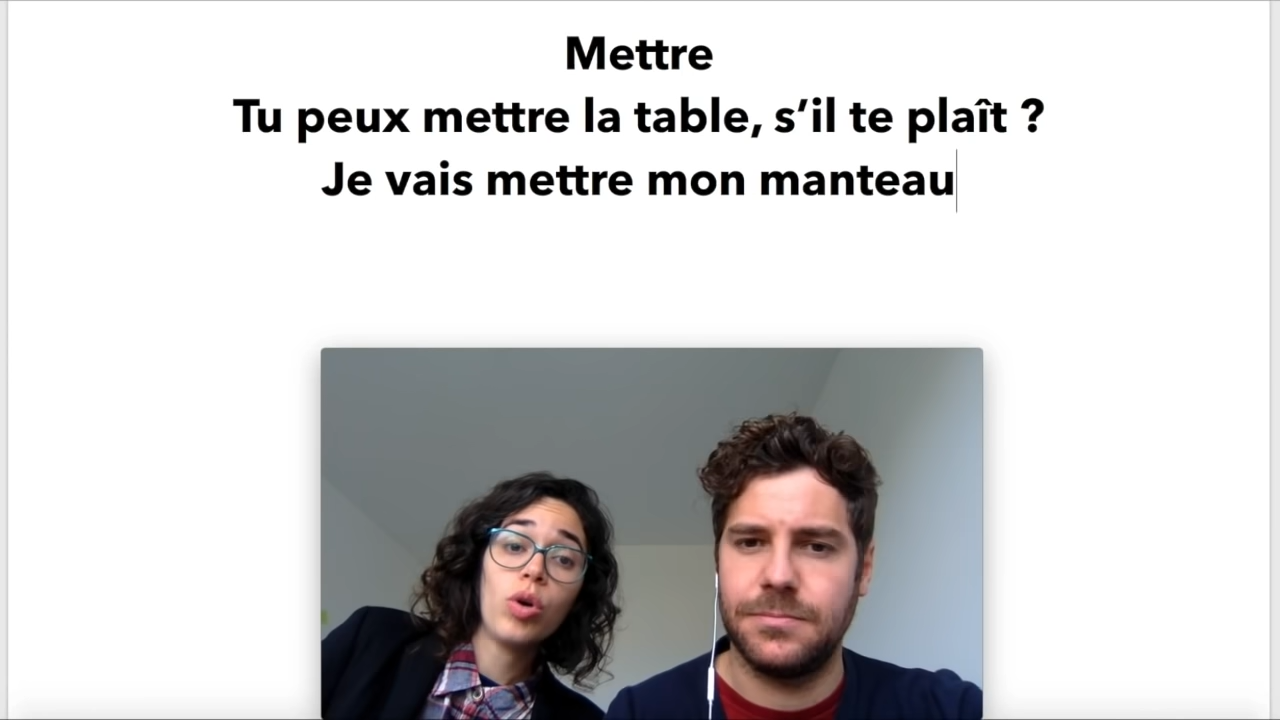 Mettre
Tu peux mettre la table, s’il te plaît ?
Je vais mettre mon manteau